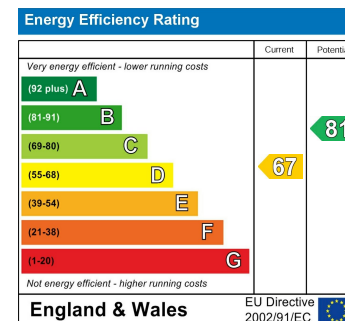 Energy Efficiency Rating
Current Potentia
Very energy efficient - lower running costs
(92 plus) A
(81-91) B
81
(69-80) C
(55-68) D
67
(39-54) E
(21-38) F
(1-20) G
Not energy efficient - higher running costs
England & Wales
EU Directive
2002/91/EC